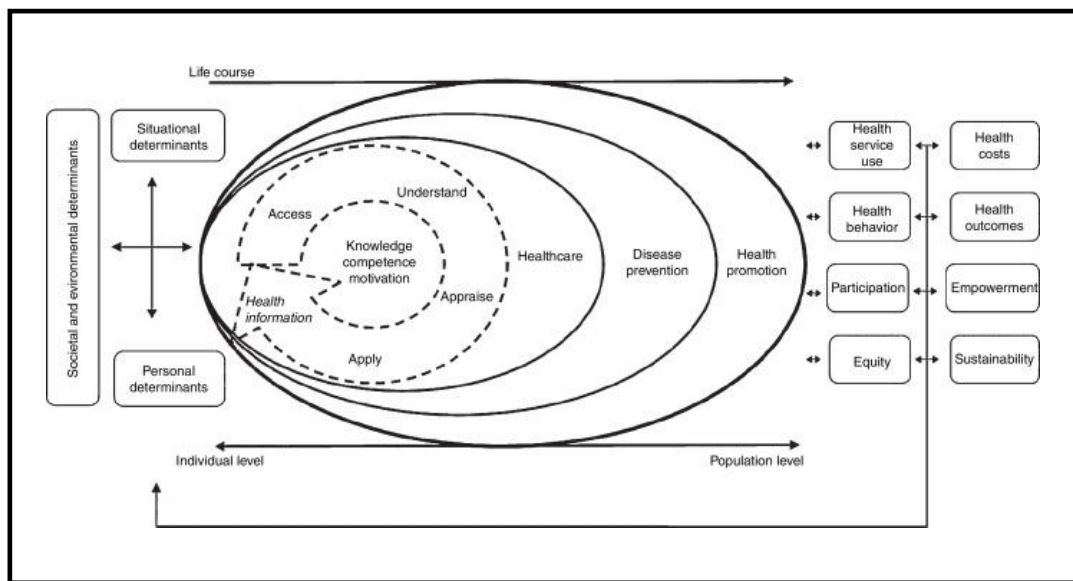 Life course
Societal and evironmental determinants
Situational
determinants
Personal
determinants
Access
Understand
Knowledge
competence
motivation
Health
information
Appraise
Apply
Healthcare
Disease
prevention
Health
promotion
Individual level
Population level
Health
service
use
Health
costs
Health
behavior
Health
outcomes
Participation
Empowerment
Equity
Sustainability